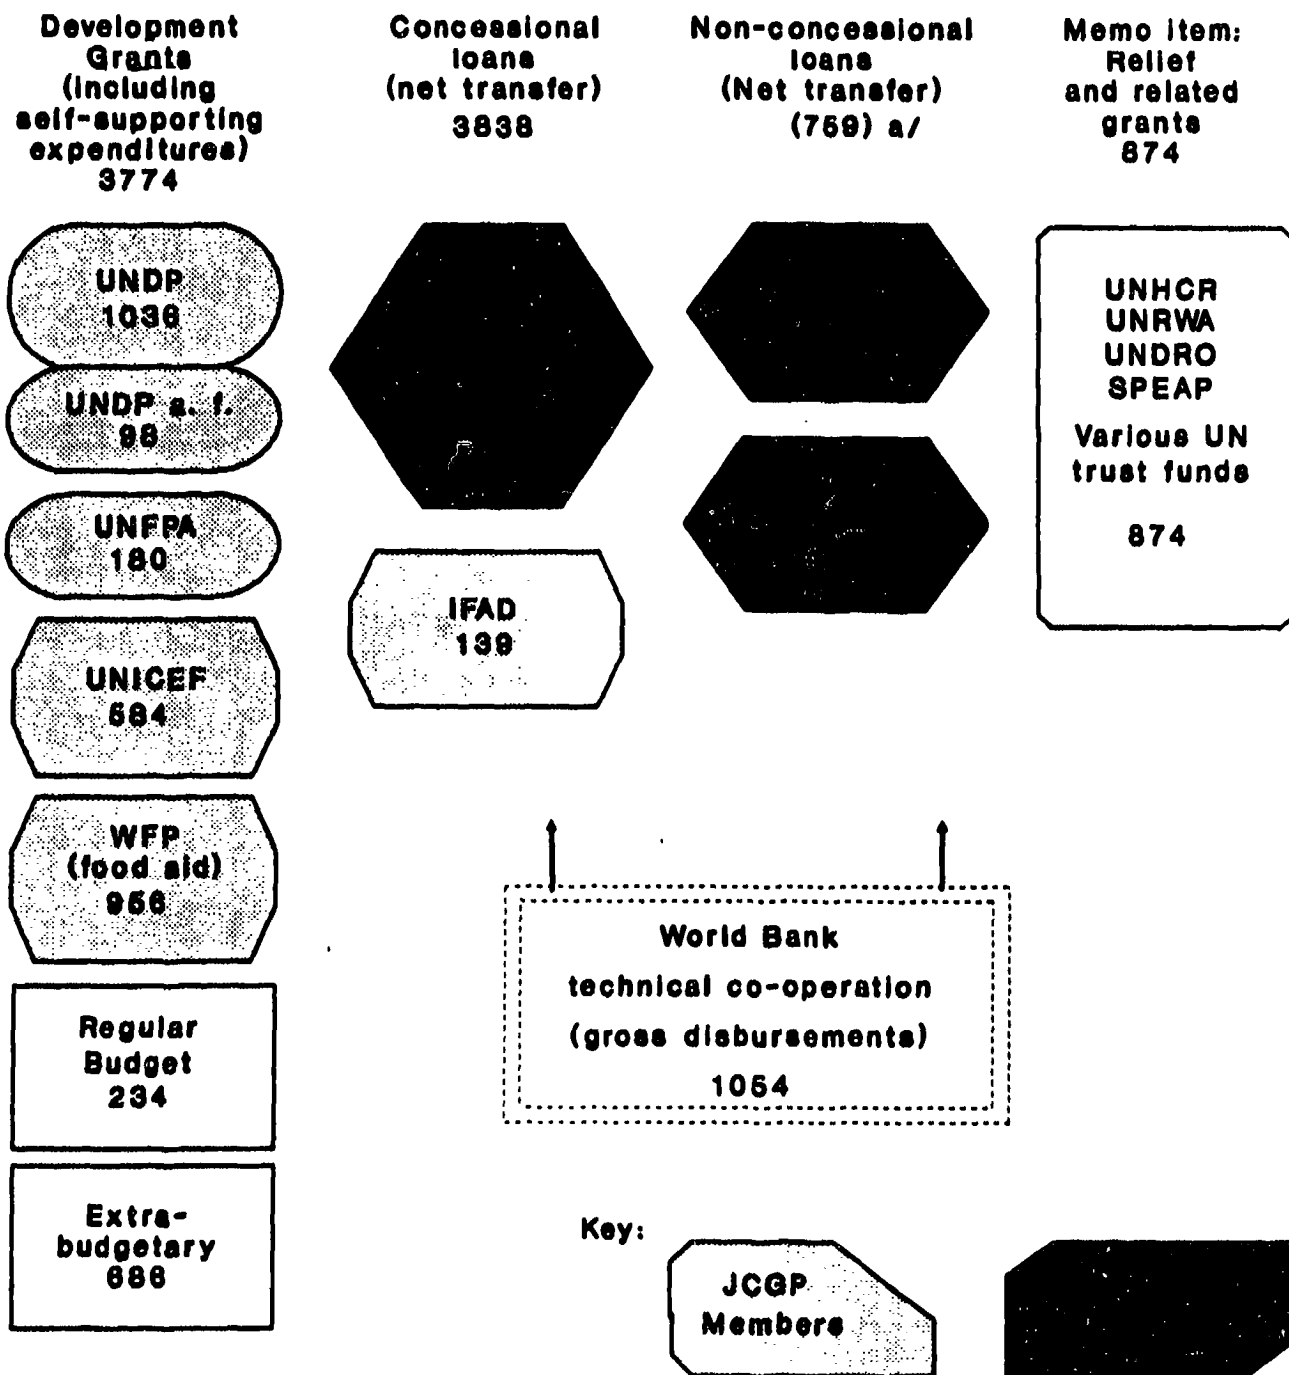 Development
Grants
(including
self-supporting
expenditures)
3774
Concessional
loans
(net transfer)
3838
Non-concessional
loans
(Net transfer)
(759) a/
Memo item:
Relief
and related
grants
874
UNDP
1036
UNDP a. f.
98
UNFPA
180
UNICEF
584
WFP
(food aid)
956
Regular
Budget
234
Extra-
budgetary
686
IFAD
139
UNHCR
UNRWA
UNDRO
SPEAP
Various UN
trust funds
874
World Bank
technical co-operation
(gross disbursements)
1054
Key:
JCGP
Members